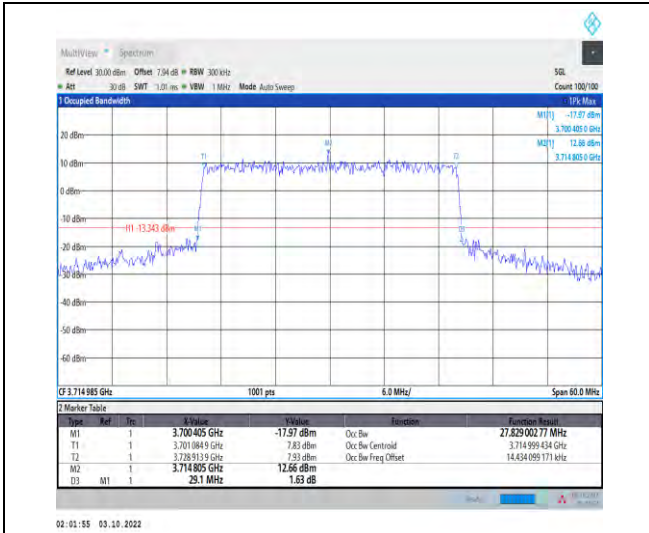 MultiView Spectrum
Ref Level 30.00 dBm Offset 7.94 dB RBW 300 kHz SGL
Att 30 dB SWT 1.01 ms VBW 1 MHz Mode Auto Sweep Count 100/100
1 Occupied Bandwidth 1Pk Max
M1[1] -17.97 dBm
3.700 405 0 GHz
M2[1] 12.66 dBm
3.714 805 0 GHz
20 dBm
M2
10 dBm T1 T2
0 dBm
-10 dBm
H1 -13.343 dBm M1 D3
-20 dBm
-30 dBm
-40 dBm
-50 dBm
-60 dBm
CF 3.714 985 GHz 1001 pts 6.0 MHz/ Span 60.0 MHz
2 Marker Table
Type Ref Trc X-Value Y-Value Function Function Result
M1 1 3.700 405 GHz -17.97 dBm Occ Bw 27.829 002 77 MHz
T1 1 3.701 084 9 GHz 7.83 dBm Occ Bw Centroid 3.714 999 434 GHz
T2 1 3.728 913 9 GHz 7.93 dBm Occ Bw Freq Offset 14.434 099 171 kHz
M2 1 3.714 805 GHz 12.66 dBm
D3 M1 1 29.1 MHz 1.63 dB
02:01:55 03.10.2022